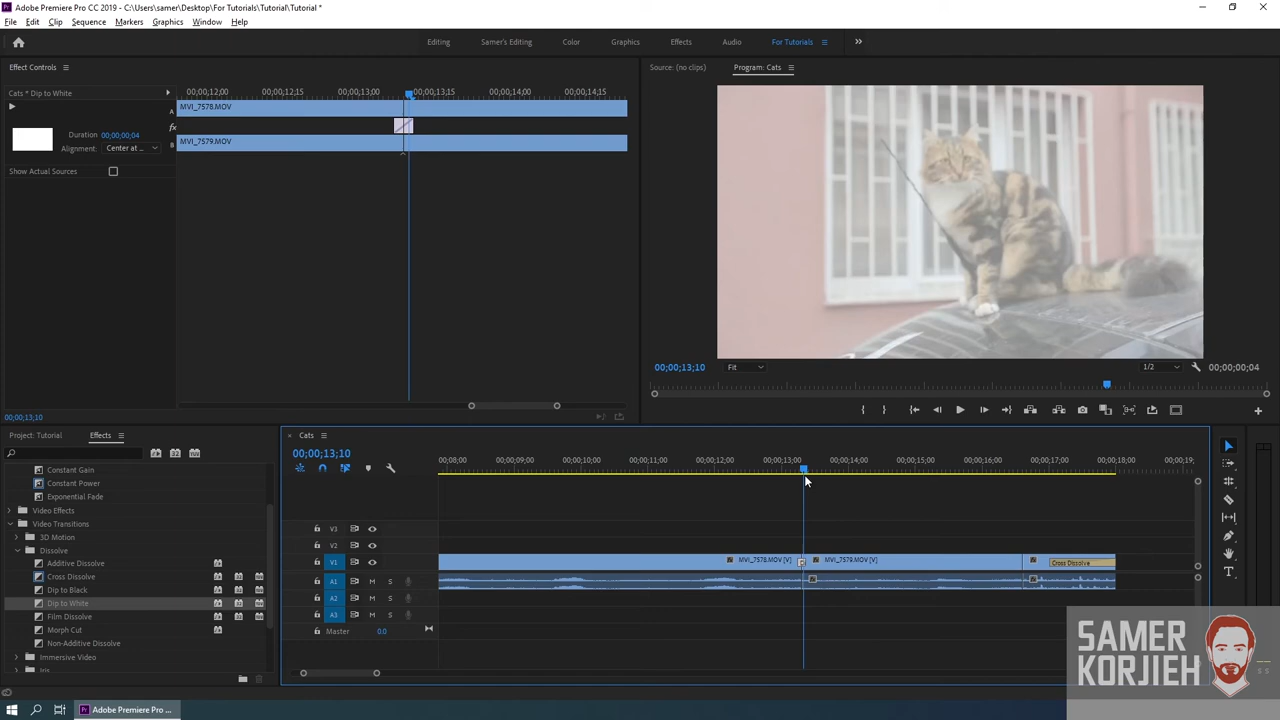 Adobe Premiere Pro CC 2019 - C:\Users\samer\Desktop\For Tutorials\Tutorial\Tutorial *
File Edit Clip Sequence Markers Graphics Window Help
Editing Samer's Editing Color Graphics Effects Audio For Tutorials
Effect Controls
Source: (no clips) Program: Cats
Cats * Dip to White
00;00;12;00 00;00;12;15 00;00;13;00 00;00;13;15 00;00;14;00 00;00;14;15
A MVI_7578.MOV
Duration 00;00;00;04
fx
B MVI_7579.MOV
Alignment: Center at ...
Show Actual Sources
00;00;13;10 Fit 1/2 00;00;00;04
00;00;13;10
Project: Tutorial Effects
Constant Gain
Constant Power
Exponential Fade
Video Effects
Video Transitions
3D Motion
Dissolve
Additive Dissolve
Cross Dissolve
Dip to Black
Dip to White
Film Dissolve
Morph Cut
Non-Additive Dissolve
Immersive Video
Iris
Cats
00;00;13;10
;00;08;00 00;00;09;00 00;00;10;00 00;00;11;00 00;00;12;00 00;00;13;00 00;00;14;00 00;00;15;00 00;00;16;00 00;00;17;00 00;00;18;00 00;00;19;
V3
V2
V1 MVI_7578.MOV [V] MVI_7579.MOV [V] Cross Dissolve
A1 M S
A2 M S
A3 M S
Master 0.0
SAMER
KORJIEH
S S
Adobe Premiere Pro ...